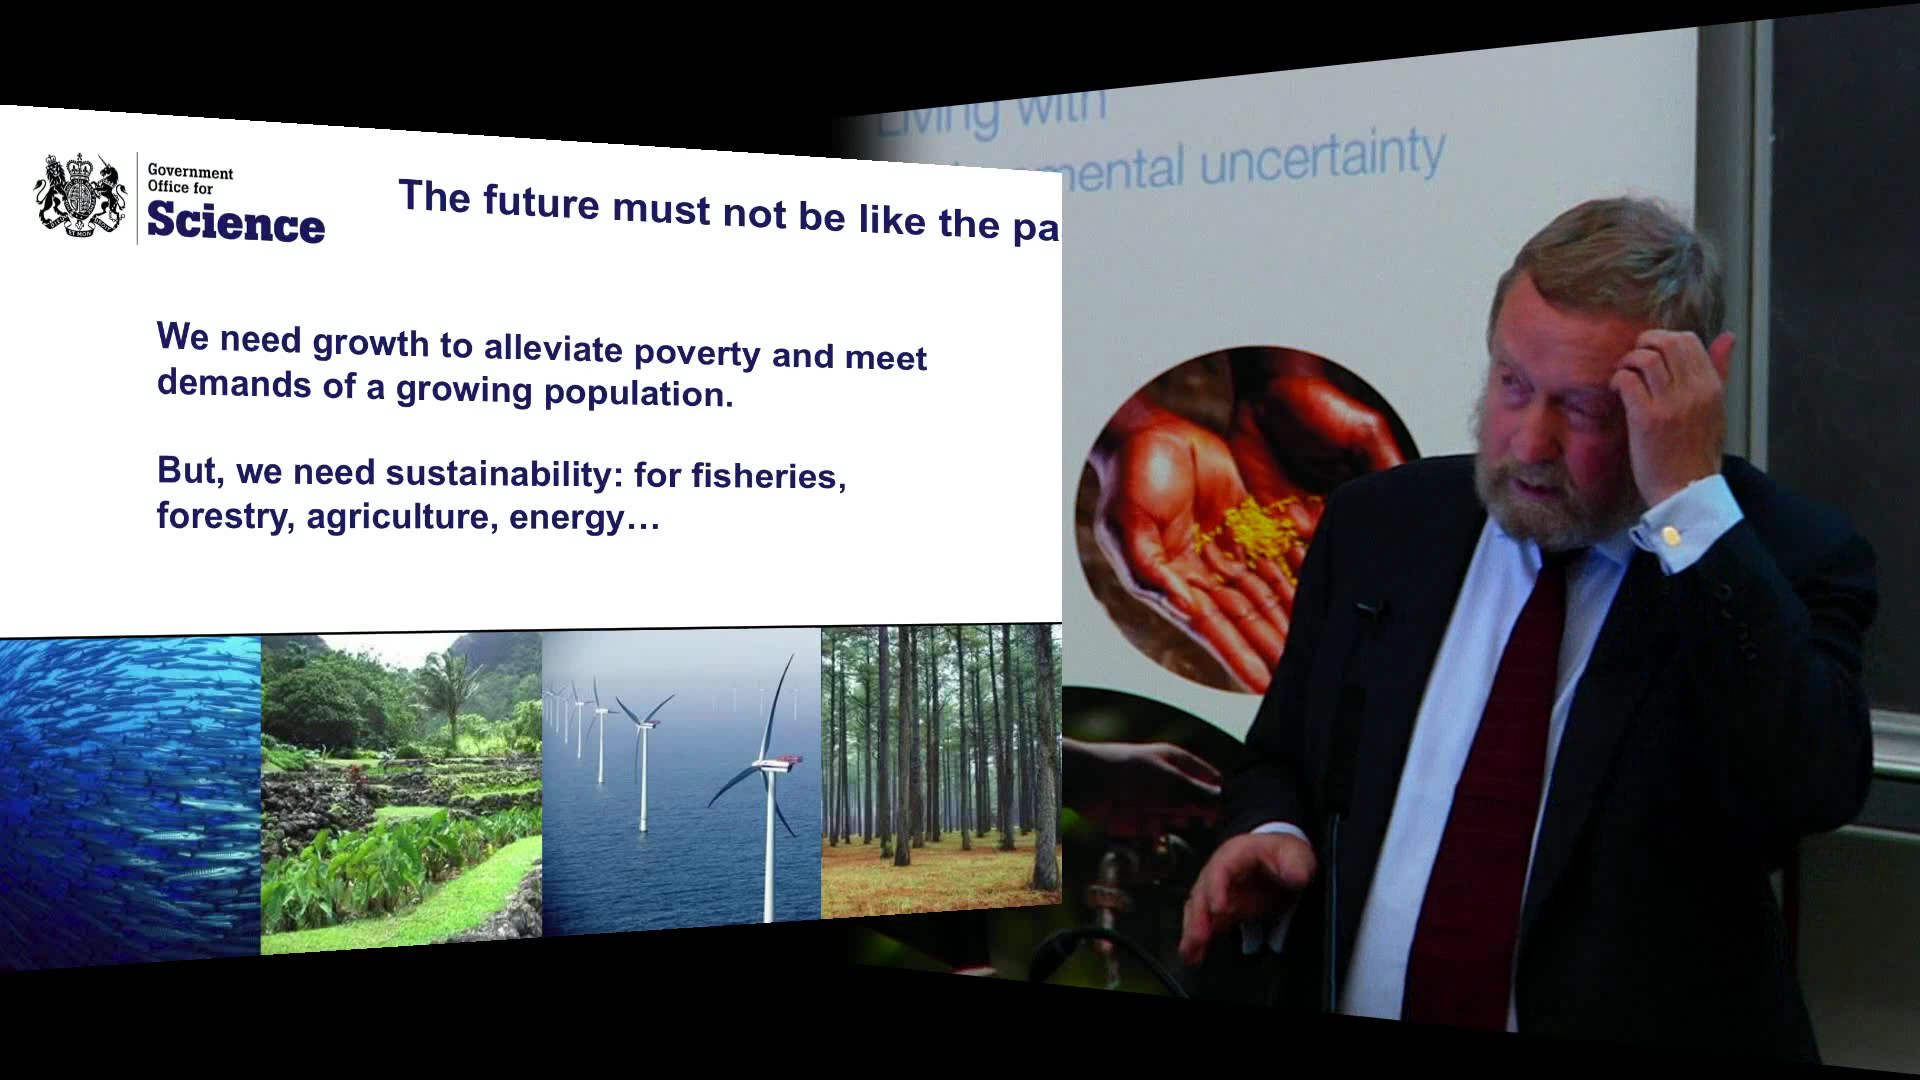 Government
Office for
Science
The future must not be like the pa
We need growth to alleviate poverty and meet
demands of a growing population.
But, we need sustainability: for fisheries,
forestry, agriculture, energy…
Living with
mental uncertainty